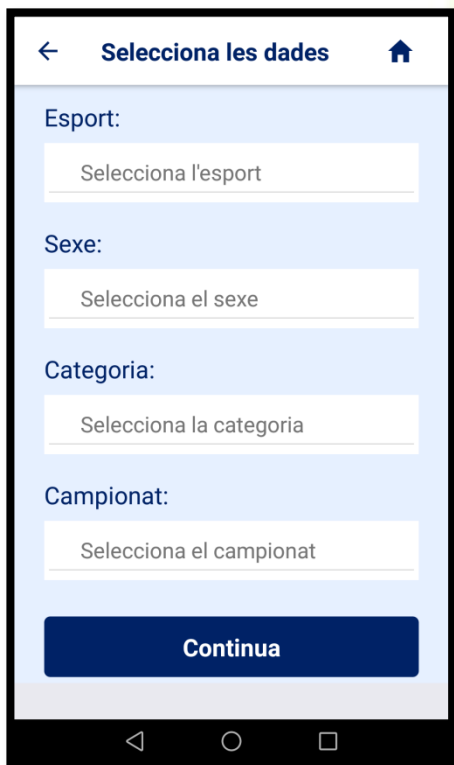 Selecciona les dades
Esport:
Selecciona l'esport
Sexe:
Selecciona el sexe
Categoria:
Selecciona la categoria
Campionat:
Selecciona el campionat
Continua